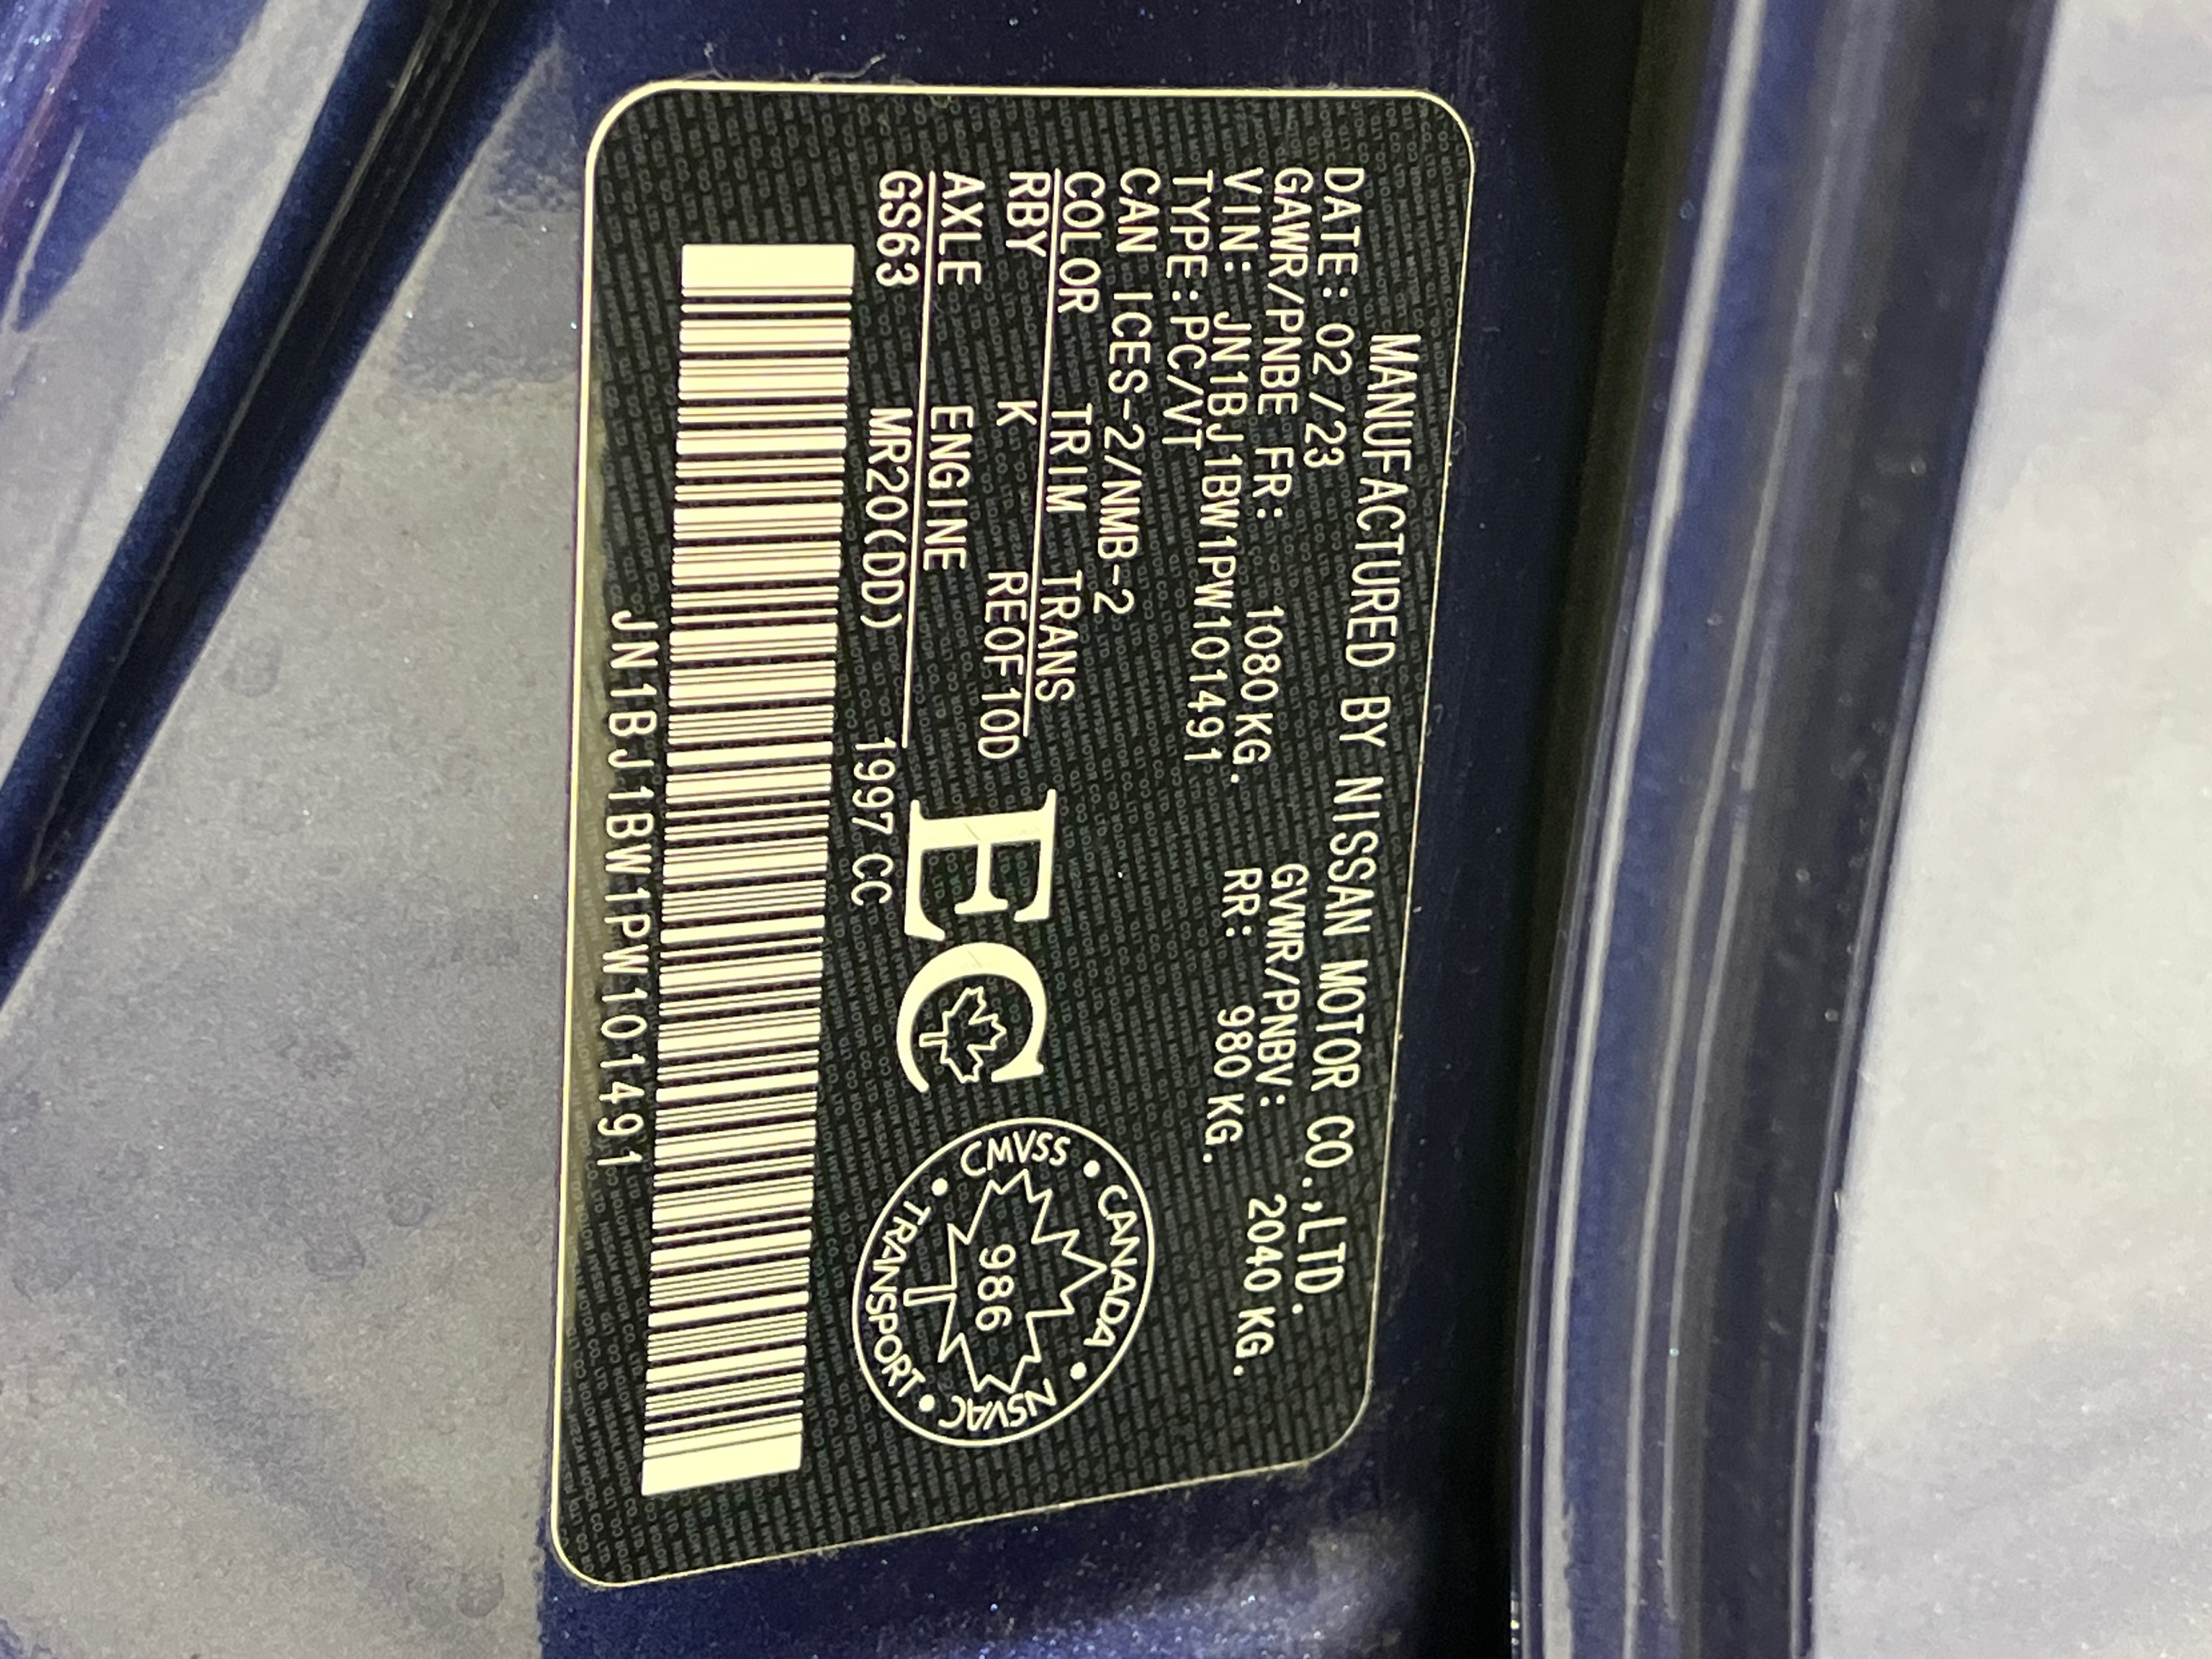 MANUFACTURED BY NISSAN MOTOR CO.,LTD.
DATE: 02/23 GVWR/PNBV: 2040 KG.
GAWR/PNBE FR: 1080 KG. RR: 980 KG.
VIN: JN1BJ1BW1PW101491
TYPE:PC/VT
CAN ICES-2/NMB-2
COLOR TRIM TRANS
RBY K RE0F10D
AXLE ENGINE
GS63 MR20(DD) 1997 CC
EC
CMVSS • CANADA • NSVAC • TRANSPORT •
986
JN1BJ1BW1PW101491